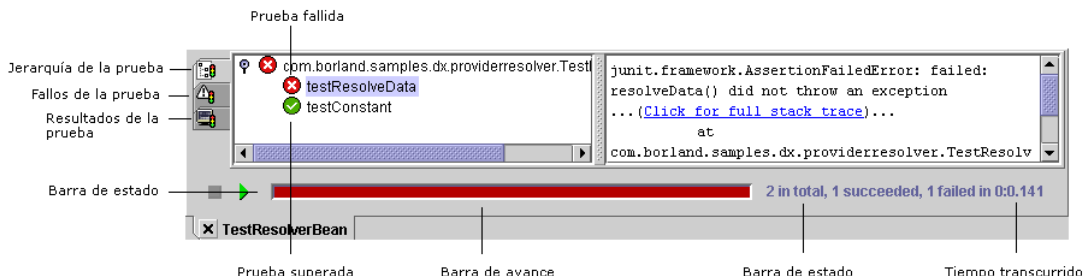 Prueba fallida
Jerarquía de la prueba
Fallos de la prueba
Resultados de la
prueba
com.borland.samples.dx.providerresolver.Test
testResolveData
testConstant
junit.framework.AssertionFailedError: failed:
resolveData() did not throw an exception
...(Click for full stack trace)...
at
com.borland.samples.dx.providerresolver.TestResolv
Barra de estado
2 in total, 1 succeeded, 1 failed in 0:0.141
TestResolverBean
Prueba superada
Barra de avance
Barra de estado
Tiempo transcurrido